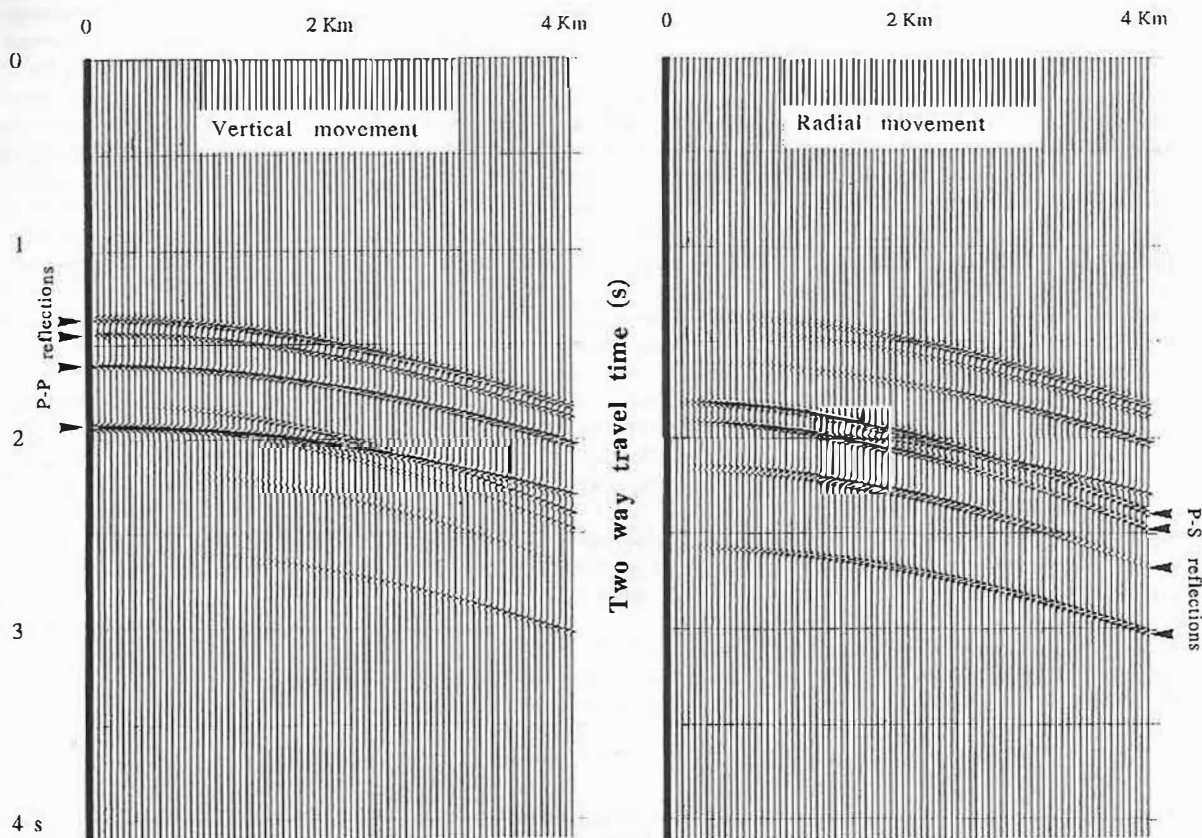 0 2 Km 4 Km
0 2 Km 4 Km
0
Vertical movement
Radial movement
1
P-P reflections
Two way travel time (s)
2
P-S reflections
3
4 s